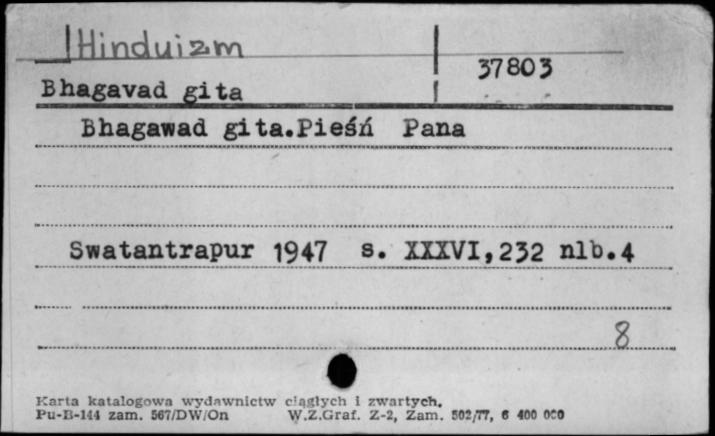 Hinduizm
37803
Bhagavad gita
Bhagawad gita.Pieśń Pana
Swatantrapur 1947 s. XXXVI,232 nlb.4
8
Karta katalogowa wydawnictw ciągłych i zwartych.
Pu-B-144 zam. 567/DW/On W.Z.Graf. Z-2, Zam. 502/77, 6 400 000